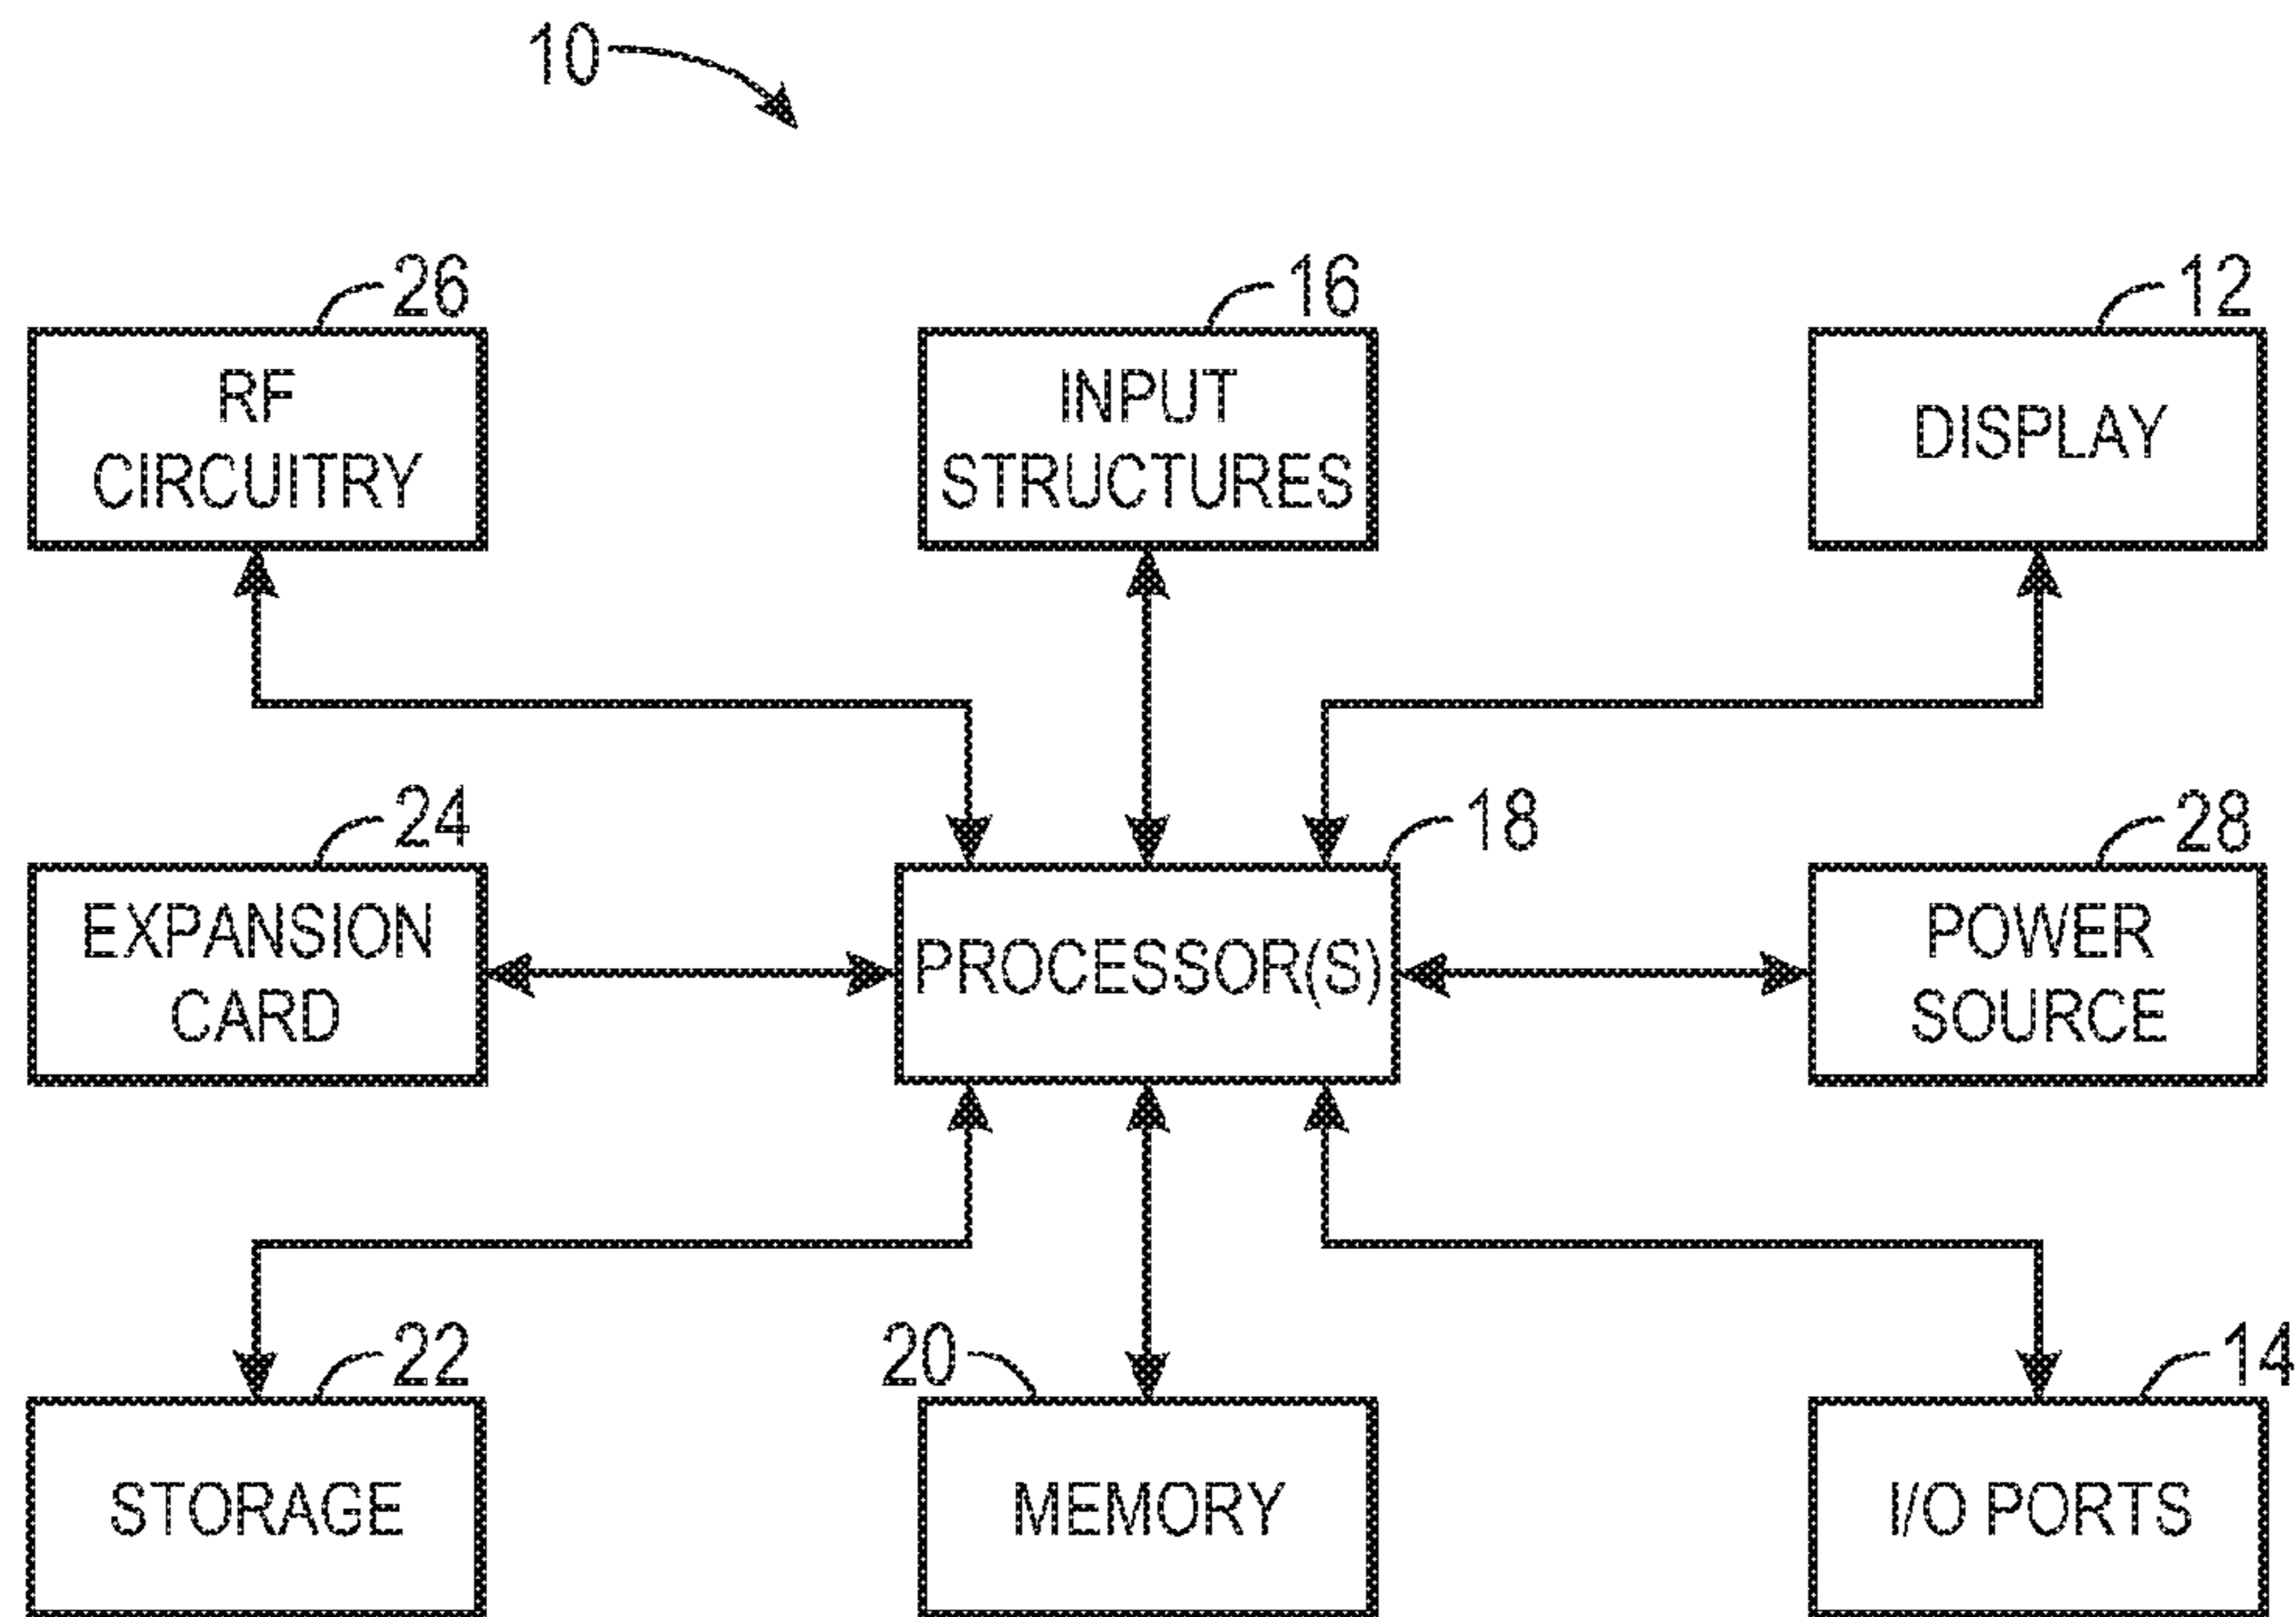 10
26
16
12
RF
CIRCUITRY
INPUT
STRUCTURES
DISPLAY
24
18
28
EXPANSION
CARD
PROCESSOR(S)
POWER
SOURCE
22
20
14
STORAGE
MEMORY
I/O PORTS